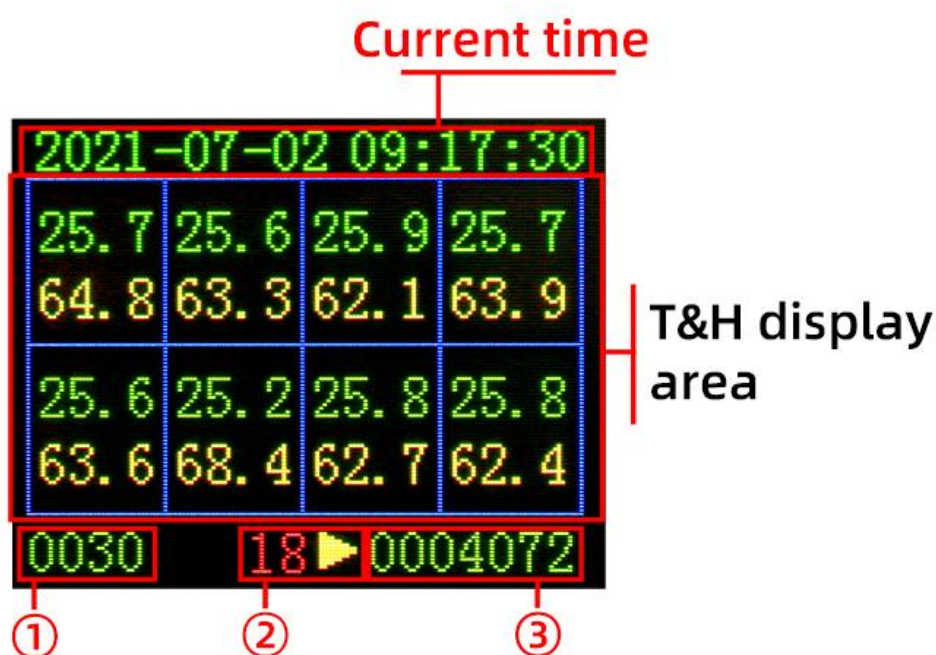 Current time
2021-07-02 09:17:30
25.7 25.6 25.9 25.7
64.8 63.3 62.1 63.9
T&H display
area
25.6 25.2 25.8 25.8
63.6 68.4 62.7 62.4
0030 18 0004072
① ② ③